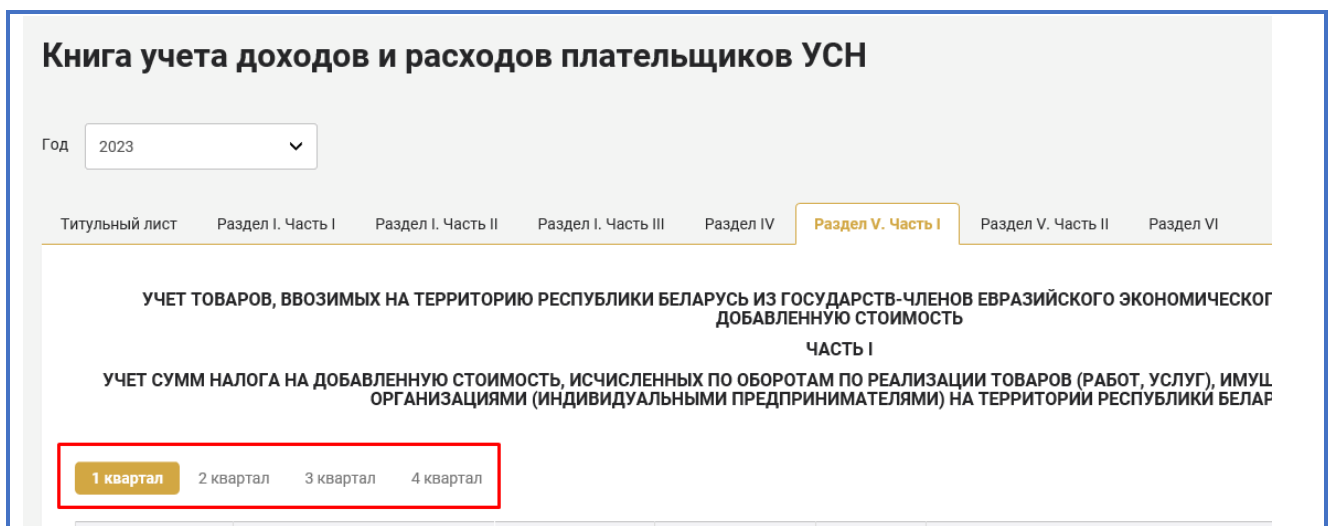 Книга учета доходов и расходов плательщиков УСН
Год 2023
Титульный лист Раздел I. Часть I Раздел I. Часть II Раздел I. Часть III Раздел IV Раздел V. Часть I Раздел V. Часть II Раздел VI
УЧЕТ ТОВАРОВ, ВВОЗИМЫХ НА ТЕРРИТОРИЮ РЕСПУБЛИКИ БЕЛАРУСЬ ИЗ ГОСУДАРСТВ-ЧЛЕНОВ ЕВРАЗИЙСКОГО ЭКОНОМИЧЕСКОГ
ДОБАВЛЕННУЮ СТОИМОСТЬ
ЧАСТЬ I
УЧЕТ СУММ НАЛОГА НА ДОБАВЛЕННУЮ СТОИМОСТЬ, ИСЧИСЛЕННЫХ ПО ОБОРОТАМ ПО РЕАЛИЗАЦИИ ТОВАРОВ (РАБОТ, УСЛУГ), ИМУЩ
ОРГАНИЗАЦИЯМИ (ИНДИВИДУАЛЬНЫМИ ПРЕДПРИНИМАТЕЛЯМИ) НА ТЕРРИТОРИИ РЕСПУБЛИКИ БЕЛАР
1 квартал 2 квартал 3 квартал 4 квартал